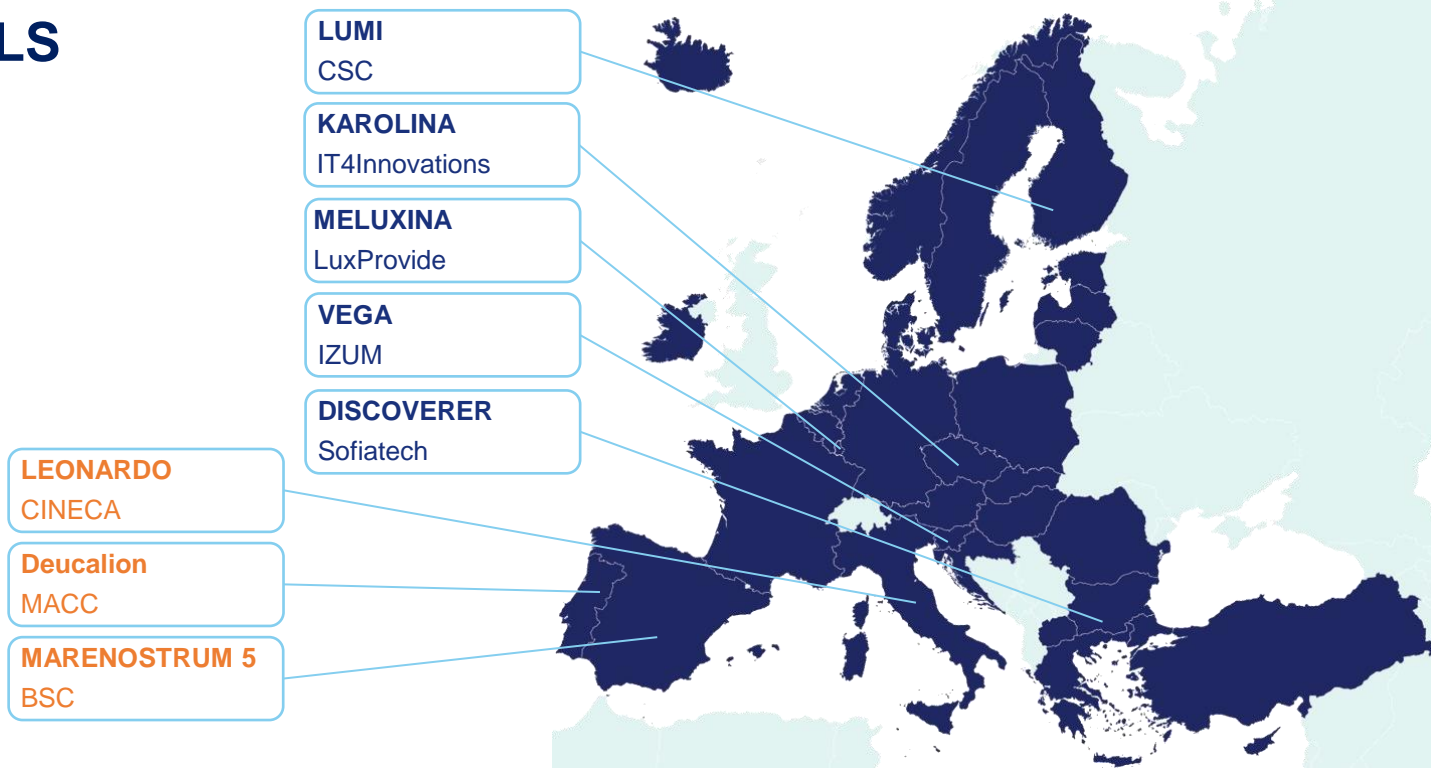 LS
LUMI
CSC
KAROLINA
IT4Innovations
MELUXINA
LuxProvide
VEGA
IZUM
DISCOVERER
Sofiatech
LEONARDO
CINECA
Deucalion
MACC
MARENOSTRUM 5
BSC